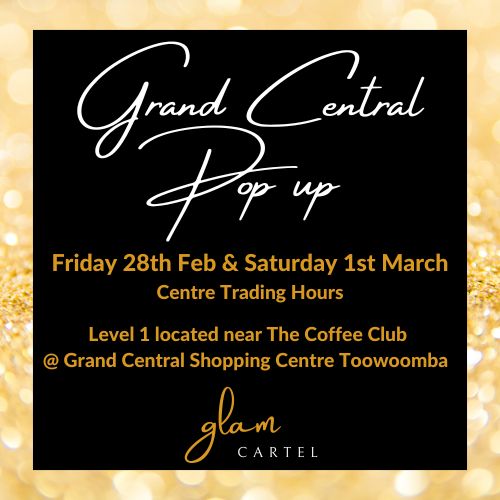 Grand Central
Pop up
Friday 28th Feb & Saturday 1st March
Centre Trading Hours
Level 1 located near The Coffee Club
@ Grand Central Shopping Centre Toowoomba
glam
CARTEL